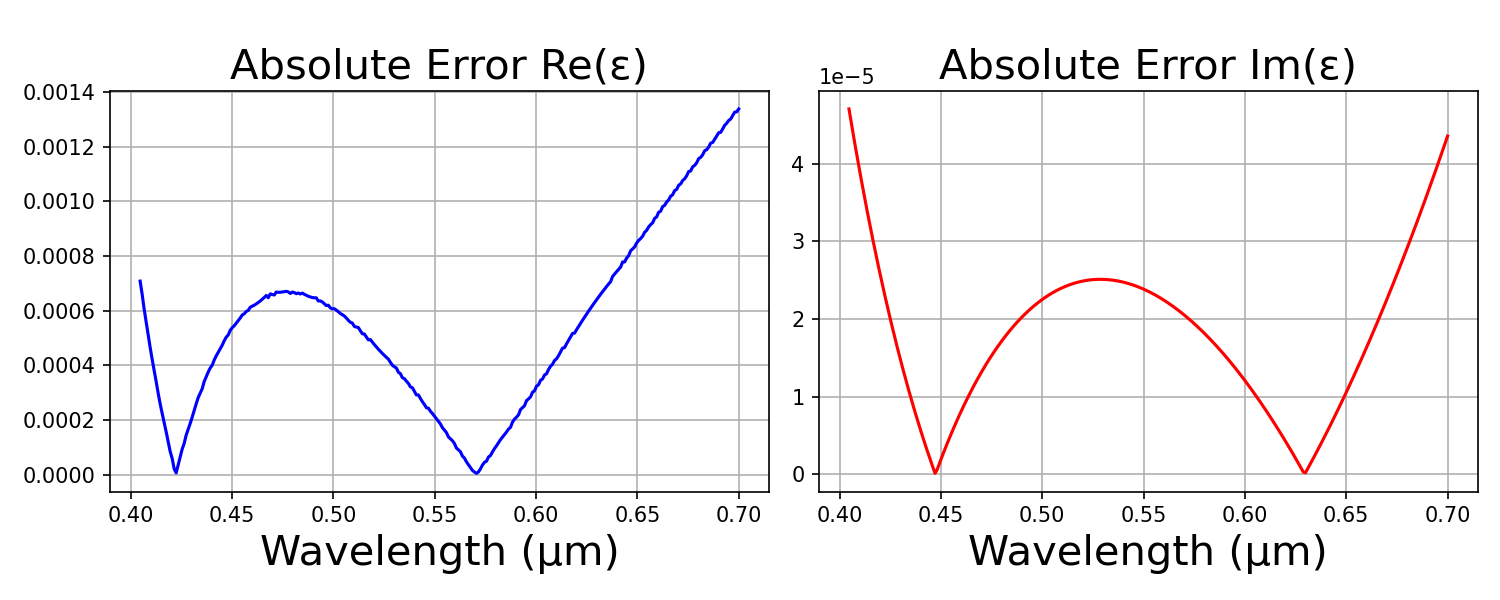 Absolute Error Re(ε)
0.0014
0.0012
0.0010
0.0008
0.0006
0.0004
0.0002
0.0000
0.40 0.45 0.50 0.55 0.60 0.65 0.70
Wavelength (μm)
Absolute Error Im(ε)
1e−5
4
3
2
1
0
0.40 0.45 0.50 0.55 0.60 0.65 0.70
Wavelength (μm)